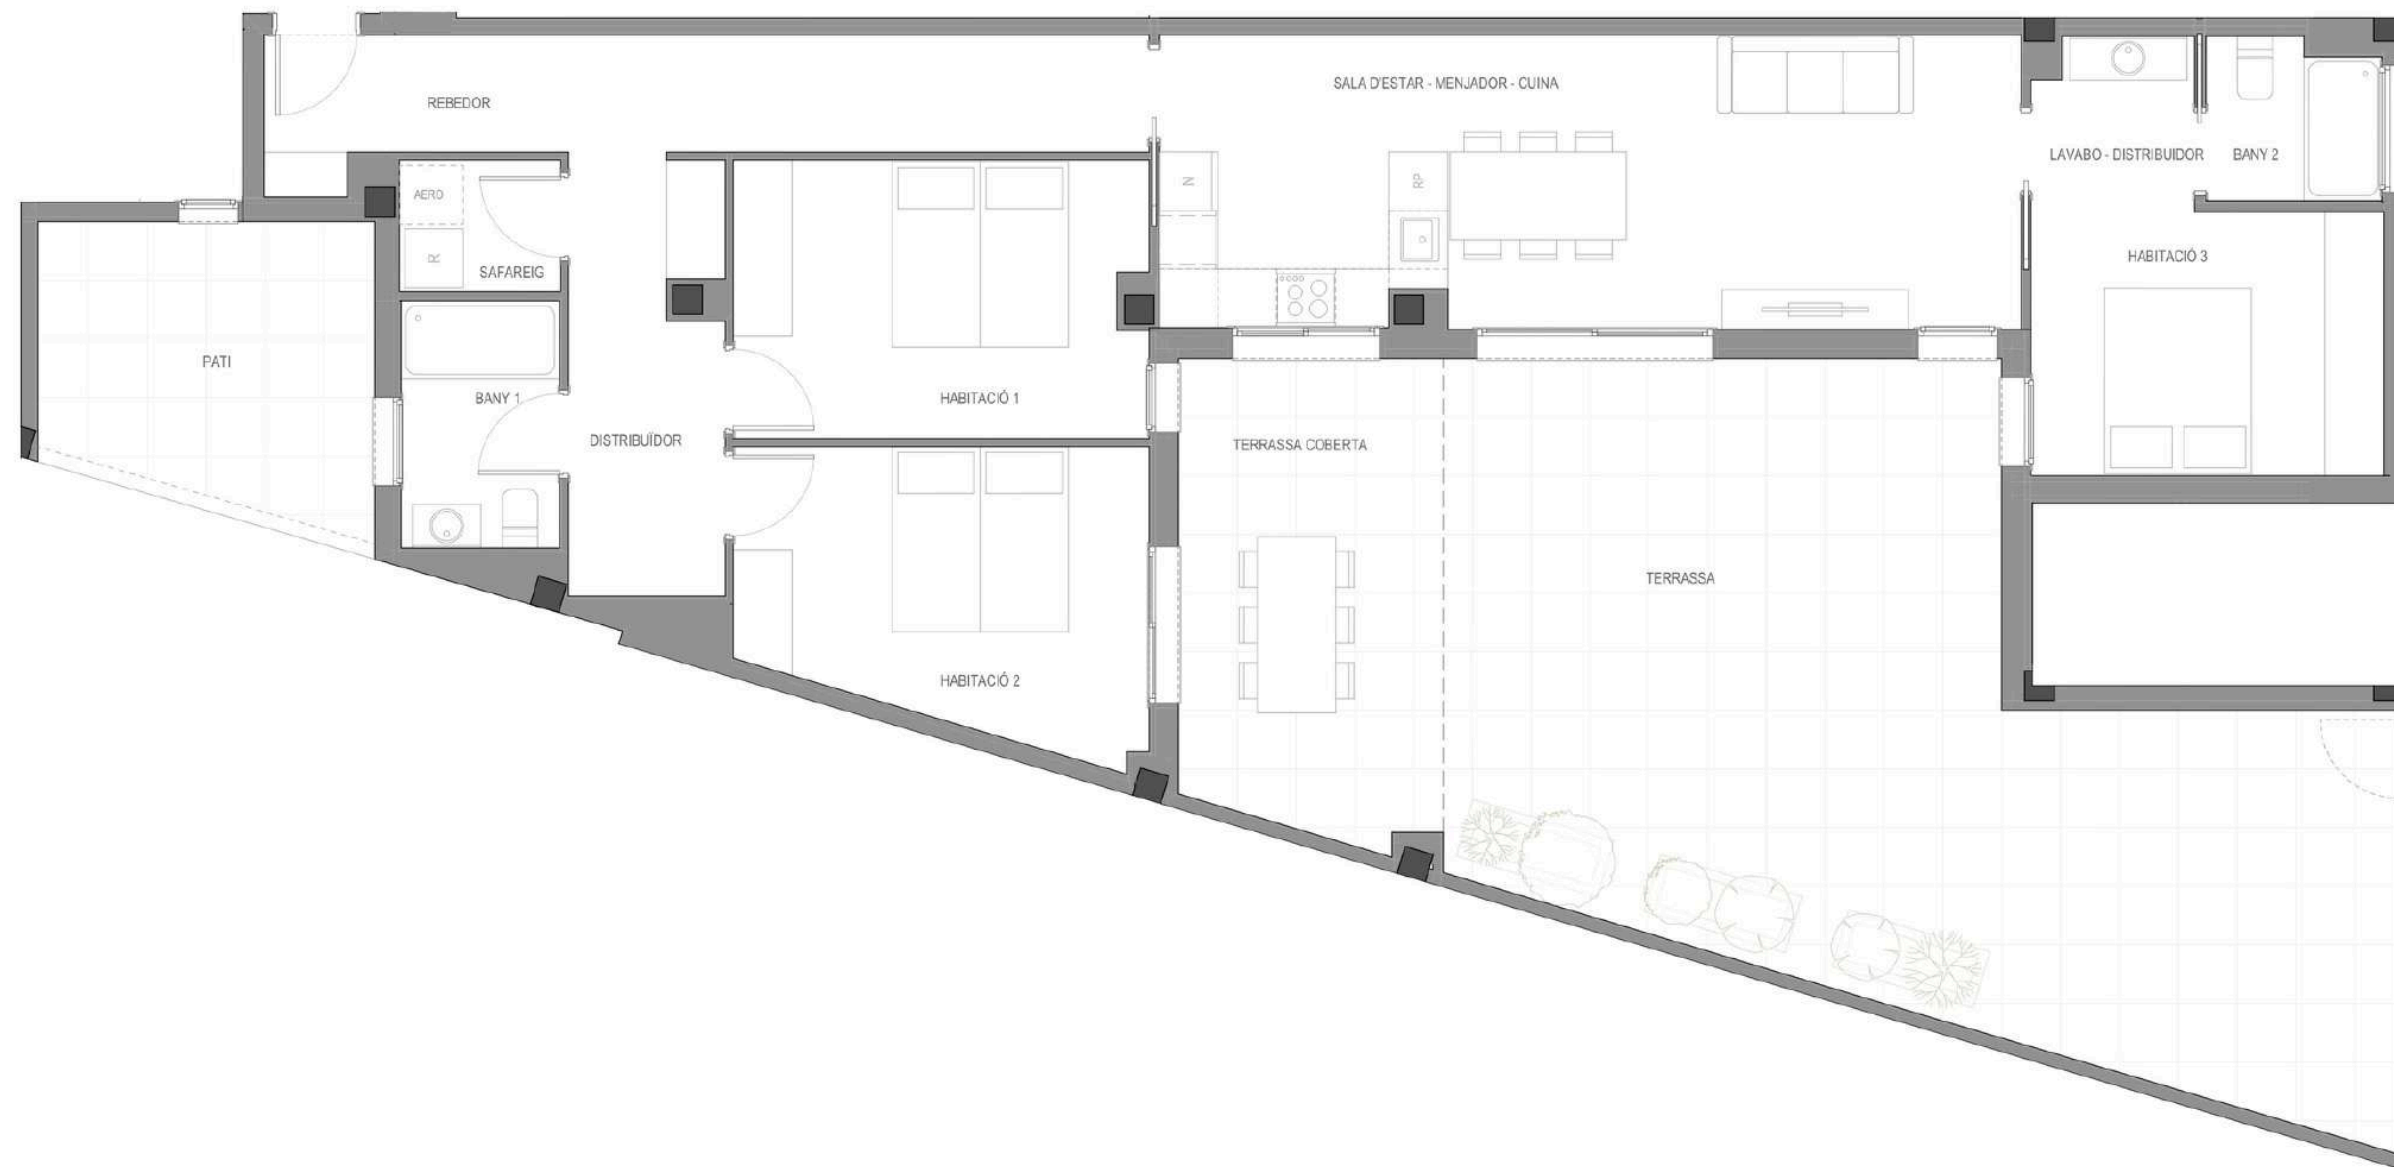 REBEDOR
SALA D'ESTAR - MENJADOR - CUINA
LAVABO - DISTRIBUIDOR
BANY 2
AERO
N
RP
R
SAFAREIG
HABITACIÓ 3
PATI
BANY 1
HABITACIÓ 1
DISTRIBUÏDOR
TERRASSA COBERTA
TERRASSA
HABITACIÓ 2